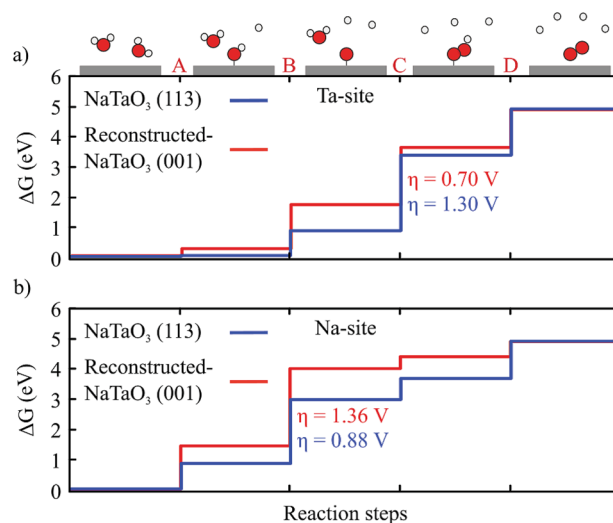 a)
A B C D
6
5
4
3
2
1
0
ΔG (eV)
NaTaO₃ (113)
Reconstructed-
NaTaO₃ (001)
Ta-site
η = 0.70 V
η = 1.30 V
b)
6
5
4
3
2
1
0
ΔG (eV)
NaTaO₃ (113)
Reconstructed-
NaTaO₃ (001)
Na-site
η = 1.36 V
η = 0.88 V
Reaction steps